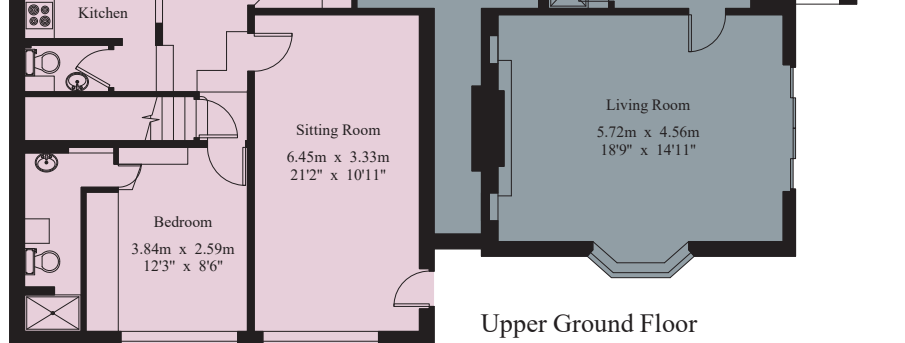 Kitchen
Living Room
5.72m x 4.56m
18'9" x 14'11"
Sitting Room
6.45m x 3.33m
21'2" x 10'11"
Bedroom
3.84m x 2.59m
12'3" x 8'6"
Upper Ground Floor